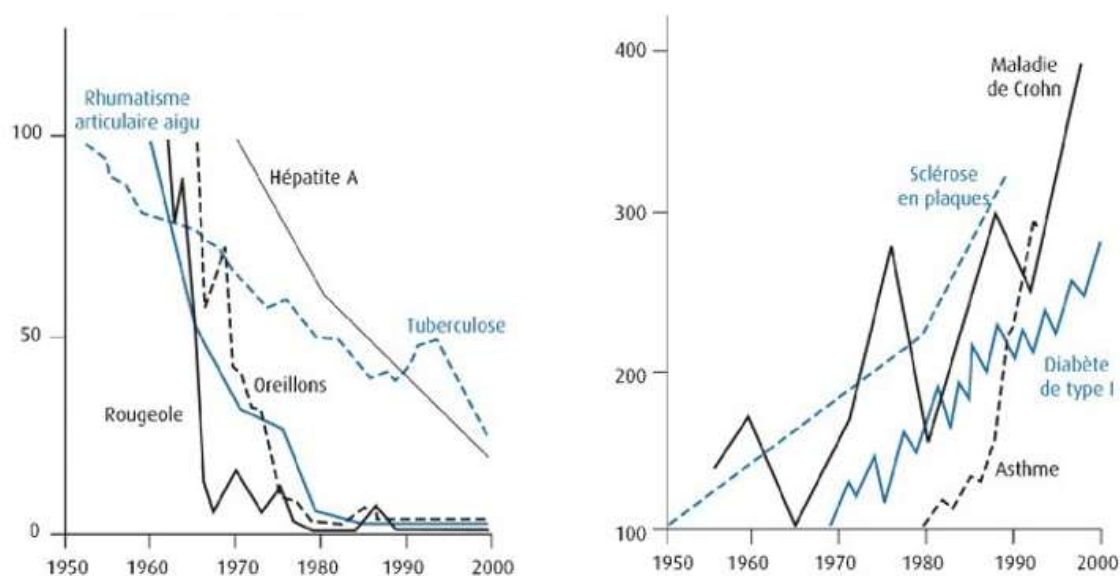 100
50
0
Rhumatisme
articulaire aigu
Hépatite A
Tuberculose
Oreillons
Rougeole
1950 1960 1970 1980 1990 2000
400
300
200
100
Maladie
de Crohn
Sclérose
en plaques
Diabète
de type I
Asthme
1950 1960 1970 1980 1990 2000